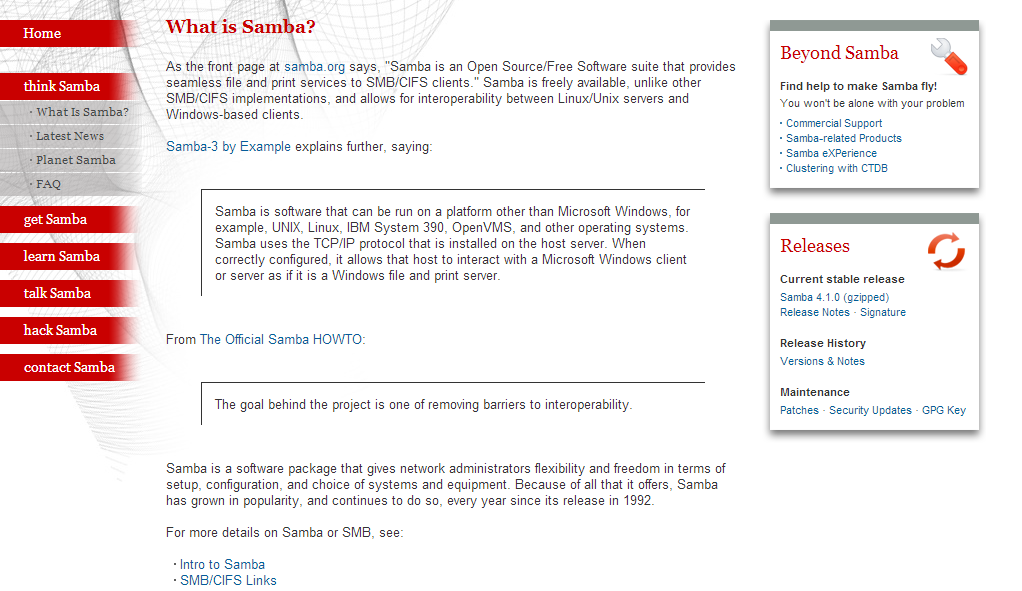 Home
think Samba
· What Is Samba?
· Latest News
· Planet Samba
· FAQ
get Samba
learn Samba
talk Samba
hack Samba
contact Samba
What is Samba?
As the front page at samba.org says, "Samba is an Open Source/Free Software suite that provides
seamless file and print services to SMB/CIFS clients." Samba is freely available, unlike other
SMB/CIFS implementations, and allows for interoperability between Linux/Unix servers and
Windows-based clients.
Samba-3 by Example explains further, saying:
Samba is software that can be run on a platform other than Microsoft Windows, for
example, UNIX, Linux, IBM System 390, OpenVMS, and other operating systems.
Samba uses the TCP/IP protocol that is installed on the host server. When
correctly configured, it allows that host to interact with a Microsoft Windows client
or server as if it is a Windows file and print server.
From The Official Samba HOWTO:
The goal behind the project is one of removing barriers to interoperability.
Samba is a software package that gives network administrators flexibility and freedom in terms of
setup, configuration, and choice of systems and equipment. Because of all that it offers, Samba
has grown in popularity, and continues to do so, every year since its release in 1992.
For more details on Samba or SMB, see:
· Intro to Samba
· SMB/CIFS Links
Beyond Samba
Find help to make Samba fly!
You won't be alone with your problem
· Commercial Support
· Samba-related Products
· Samba eXPerience
· Clustering with CTDB
Releases
Current stable release
Samba 4.1.0 (gzipped)
Release Notes · Signature
Release History
Versions & Notes
Maintenance
Patches · Security Updates · GPG Key